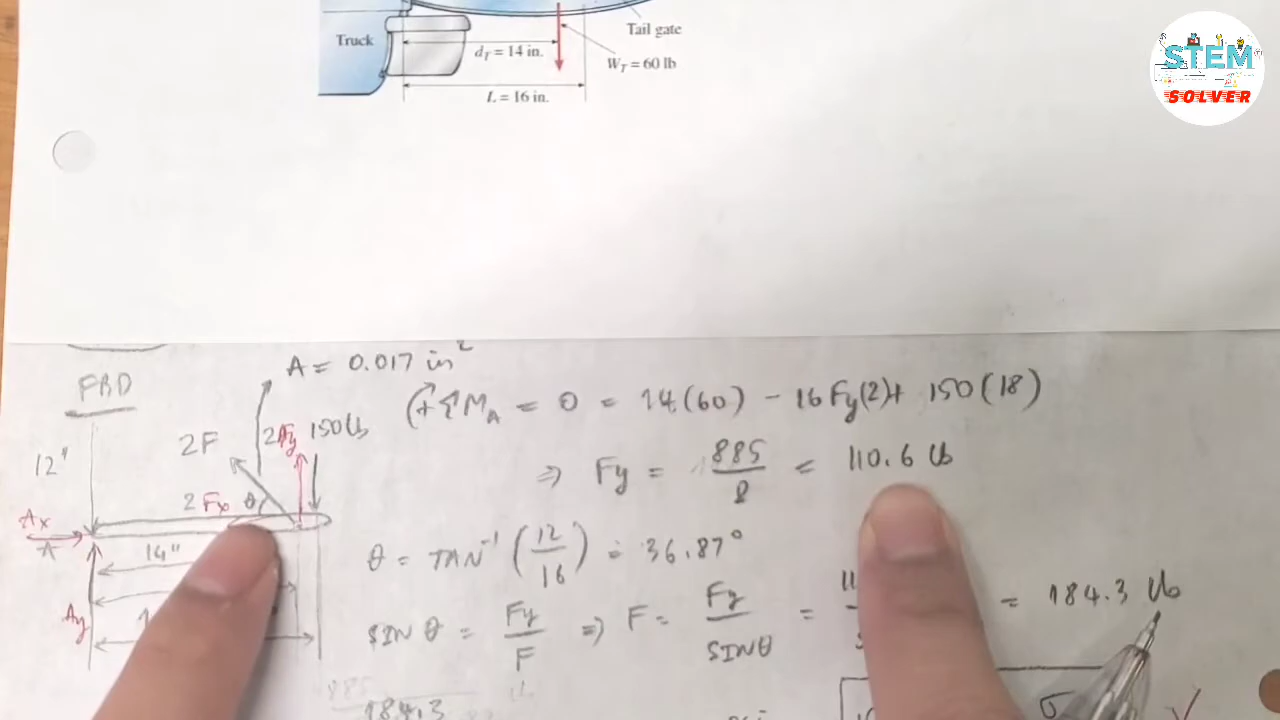 Tail gate
Truck
d_T = 14 in.
W_T = 60 lb
L = 16 in.
STEM
SOLVER
A = 0.017 in²
FBD
(+ΣM_A = 0 = 14(60) - 16Fy(2)+ 150(18)
2F
2Fy 150lb
12"
⇒ Fy = 885/8 = 110.6 lb
2Fx θ
Ax
A
14"
θ = TAN⁻¹ (12/16) = 36.87°
Ay
SIN θ = Fy/F ⇒ F = Fy/SINθ = 11 = 184.3 lb
885
184.3
σ